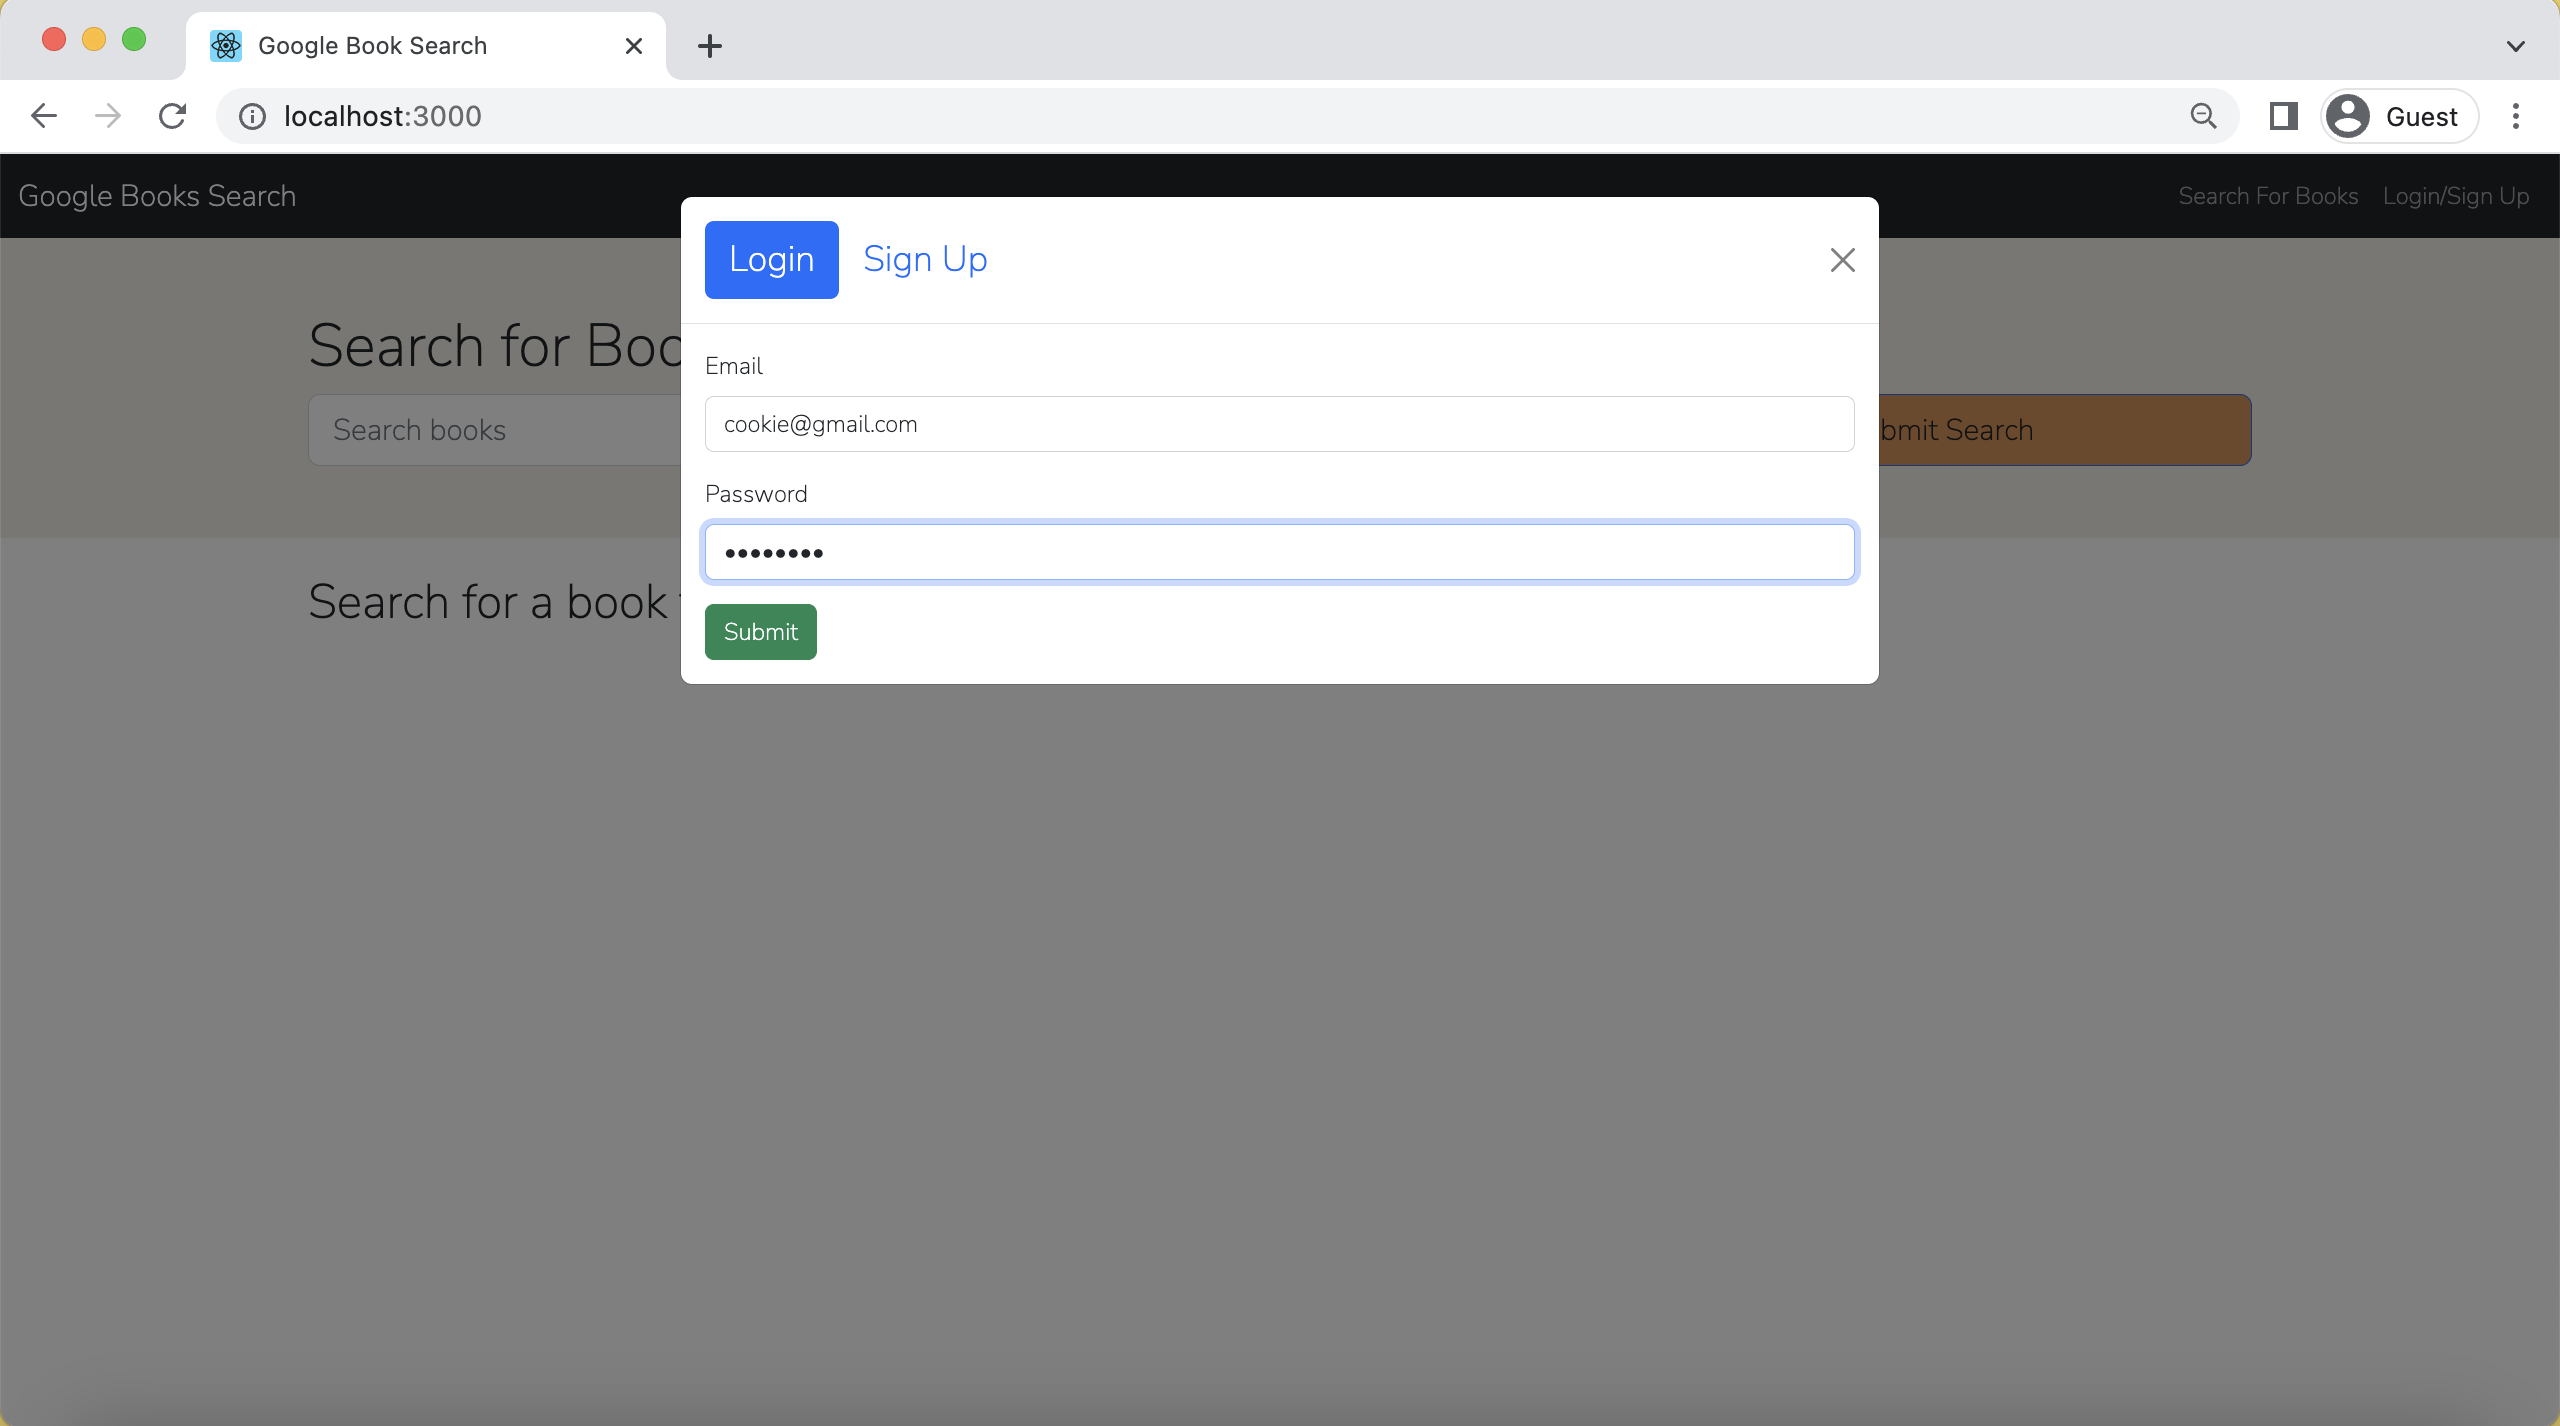 Google Book Search
localhost:3000
Guest
Google Books Search
Search For Books
Login/Sign Up
Login
Sign Up
Search for Boo
Email
cookie@gmail.com
Search books
bmit Search
Password
••••••••
Search for a book
Submit